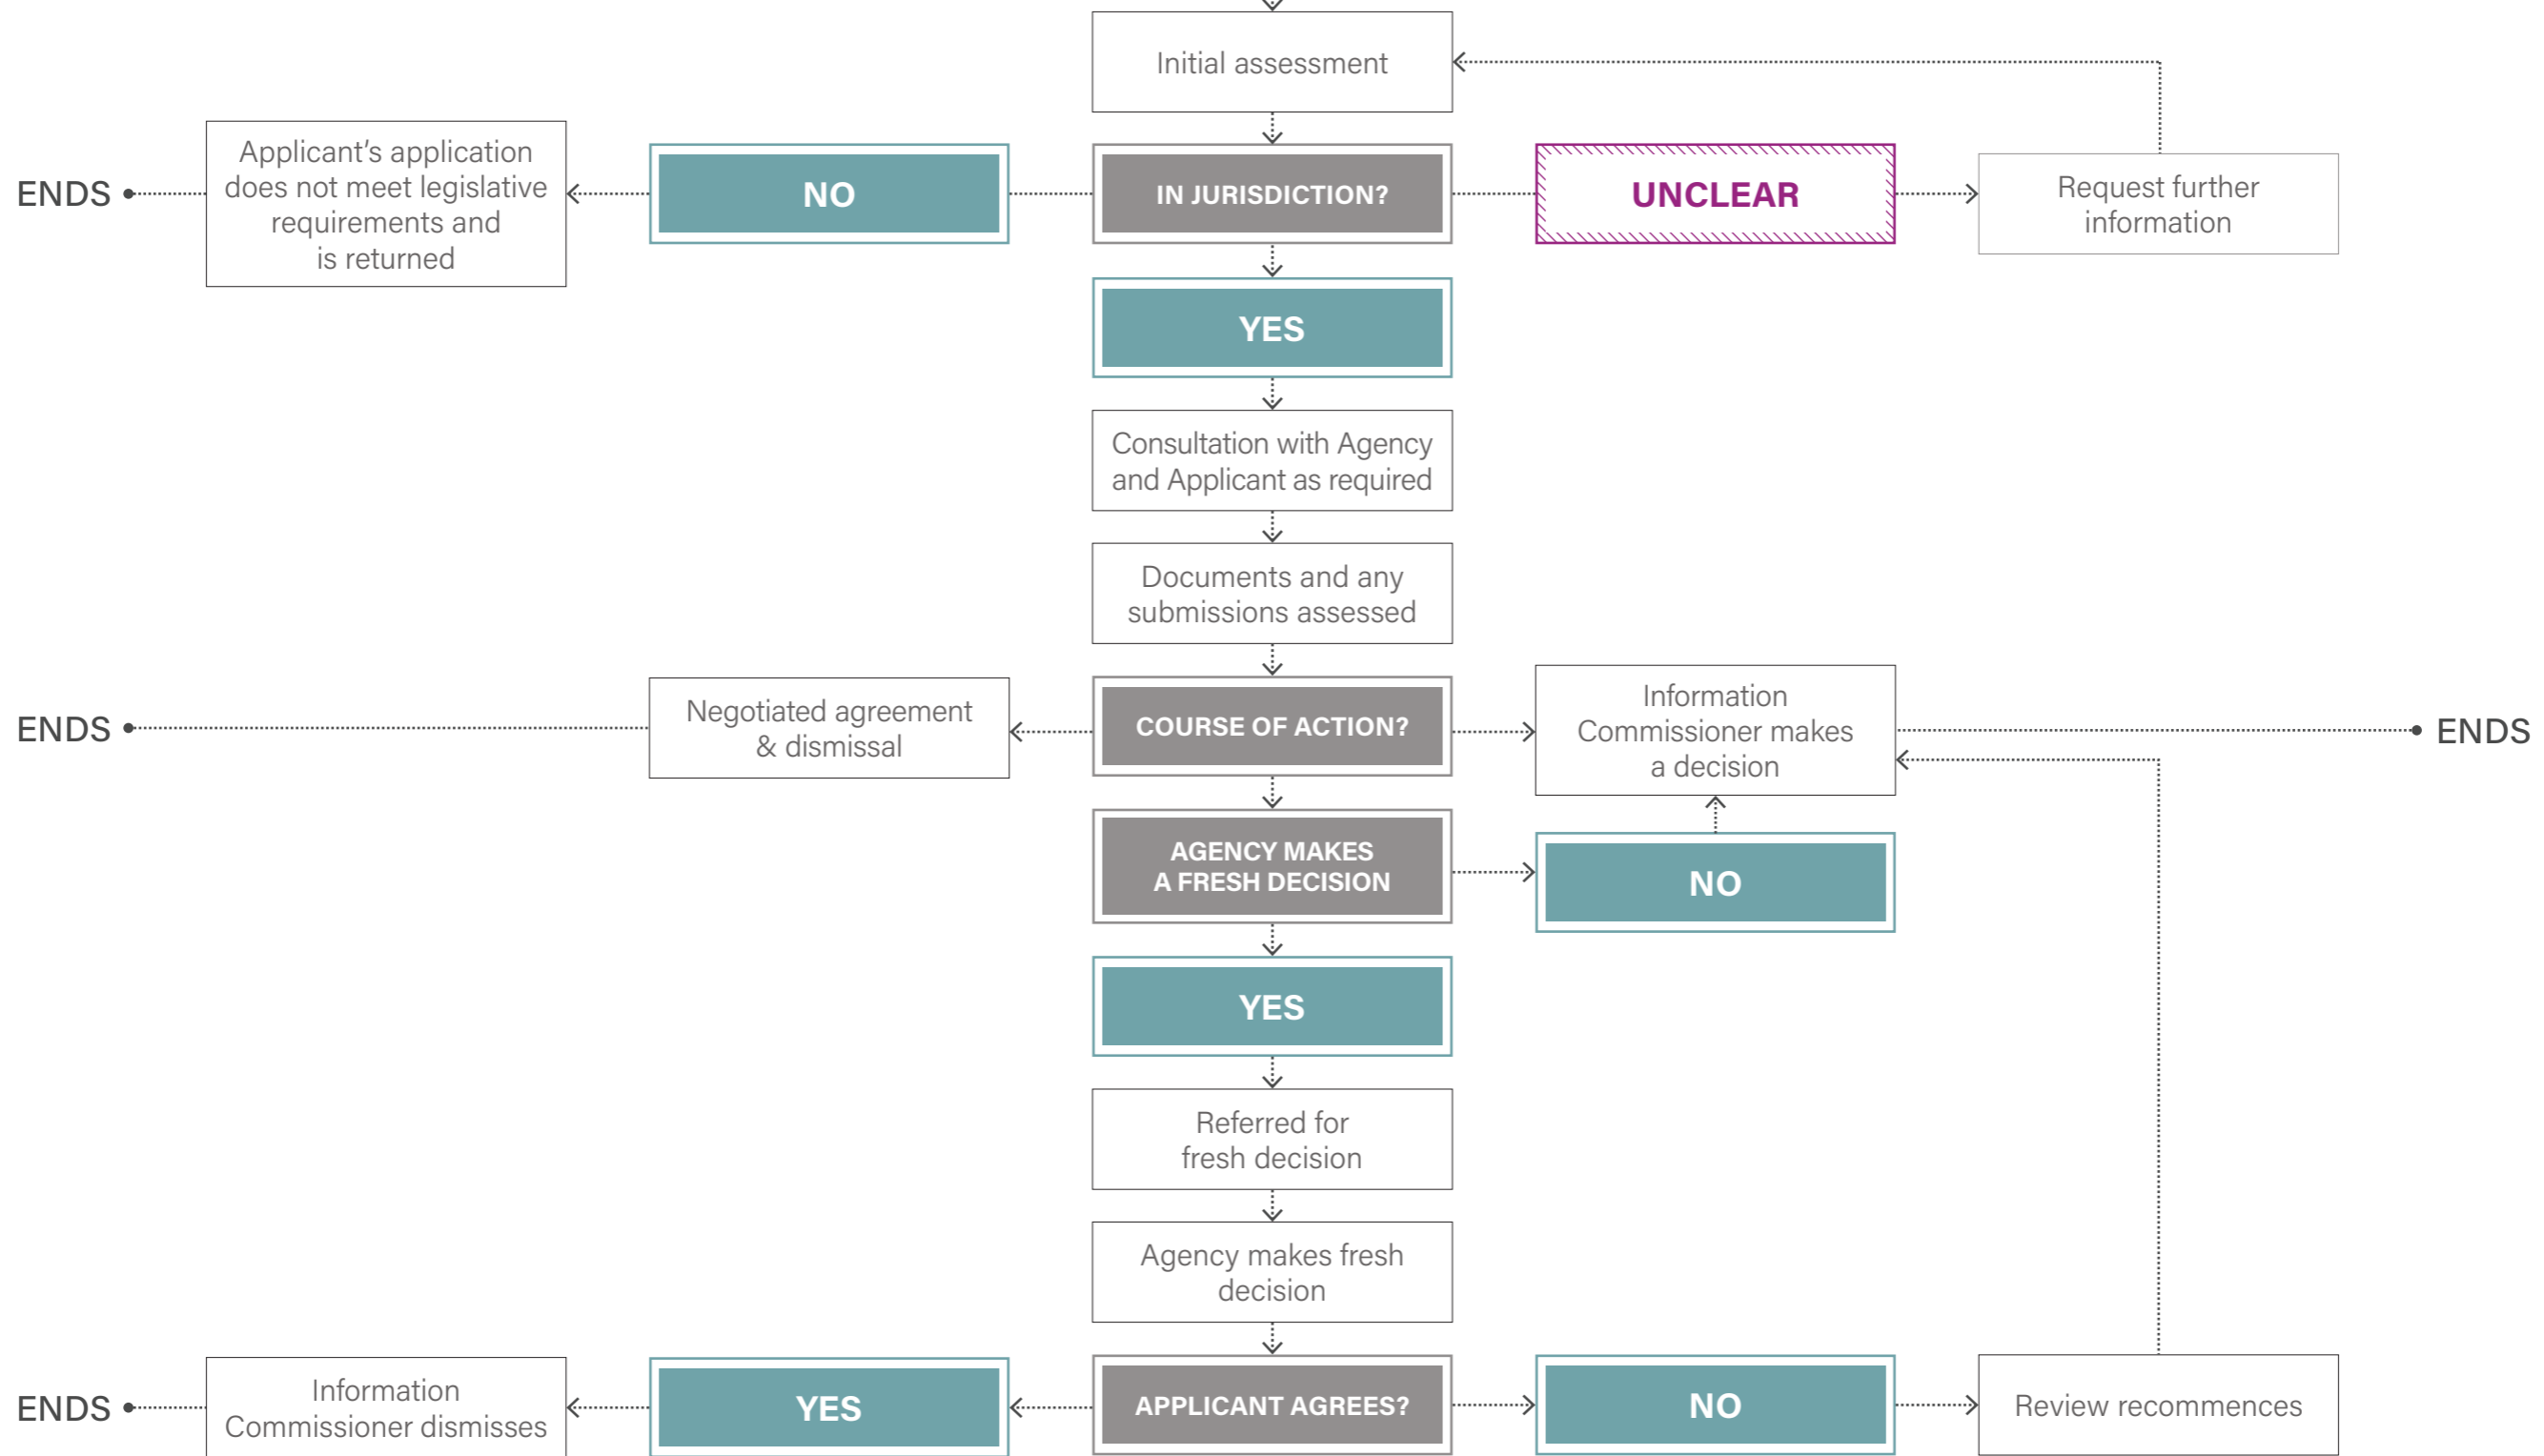 Initial assessment
ENDS
Applicant’s application
does not meet legislative
requirements and
is returned
NO
IN JURISDICTION?
UNCLEAR
Request further
information
YES
Consultation with Agency
and Applicant as required
Documents and any
submissions assessed
ENDS
Negotiated agreement
& dismissal
COURSE OF ACTION?
Information
Commissioner makes
a decision
ENDS
AGENCY MAKES
A FRESH DECISION
NO
YES
Referred for
fresh decision
Agency makes fresh
decision
ENDS
Information
Commissioner dismisses
YES
APPLICANT AGREES?
NO
Review recommences